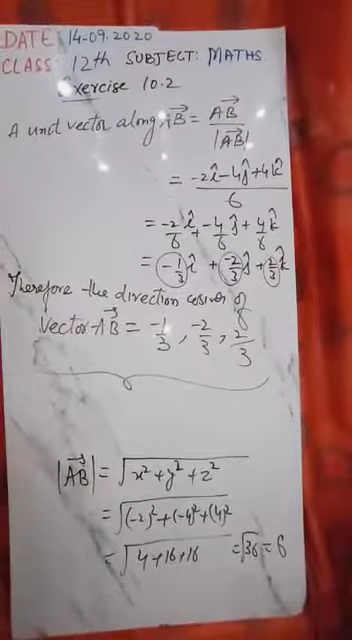 DATE: 14-09-2020
CLASS: 12th SUBJECT: MATHS.
Exercise 10.2
A unit vector along AB⃗ = AB⃗ / |AB⃗|
= -2î-4ĵ+4k̂ / 6
= -2/6 î + -4/6 ĵ + 4/6 k̂
= -1/3 î + -2/3 ĵ + 2/3 k̂
Therefore the direction cosines of
Vector AB⃗ = -1/3, -2/3, 2/3
|AB⃗| = √x²+y²+z²
= √(-2)²+(-4)²+(4)²
= √4+16+16 = √36 = 6